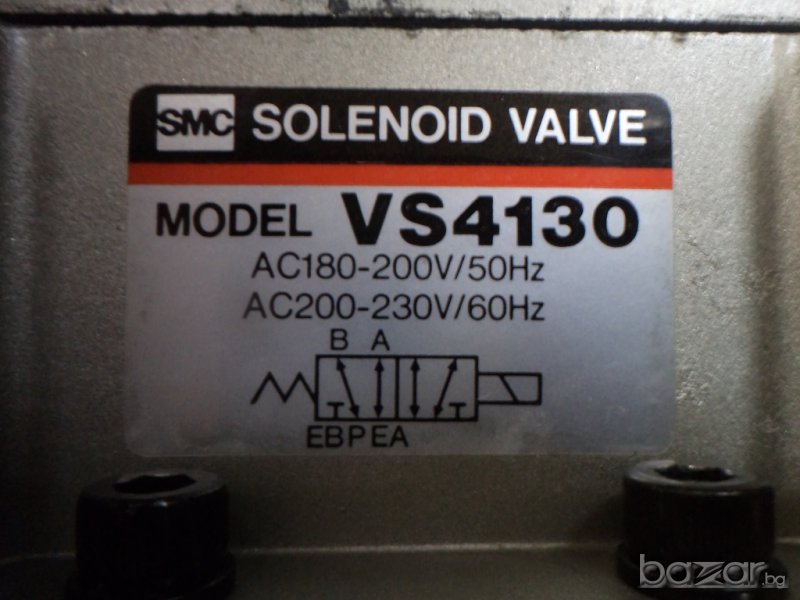 SMC SOLENOID VALVE
MODEL VS4130
AC180-200V/50Hz
AC200-230V/60Hz
B A
EBPEA
bazar.bg